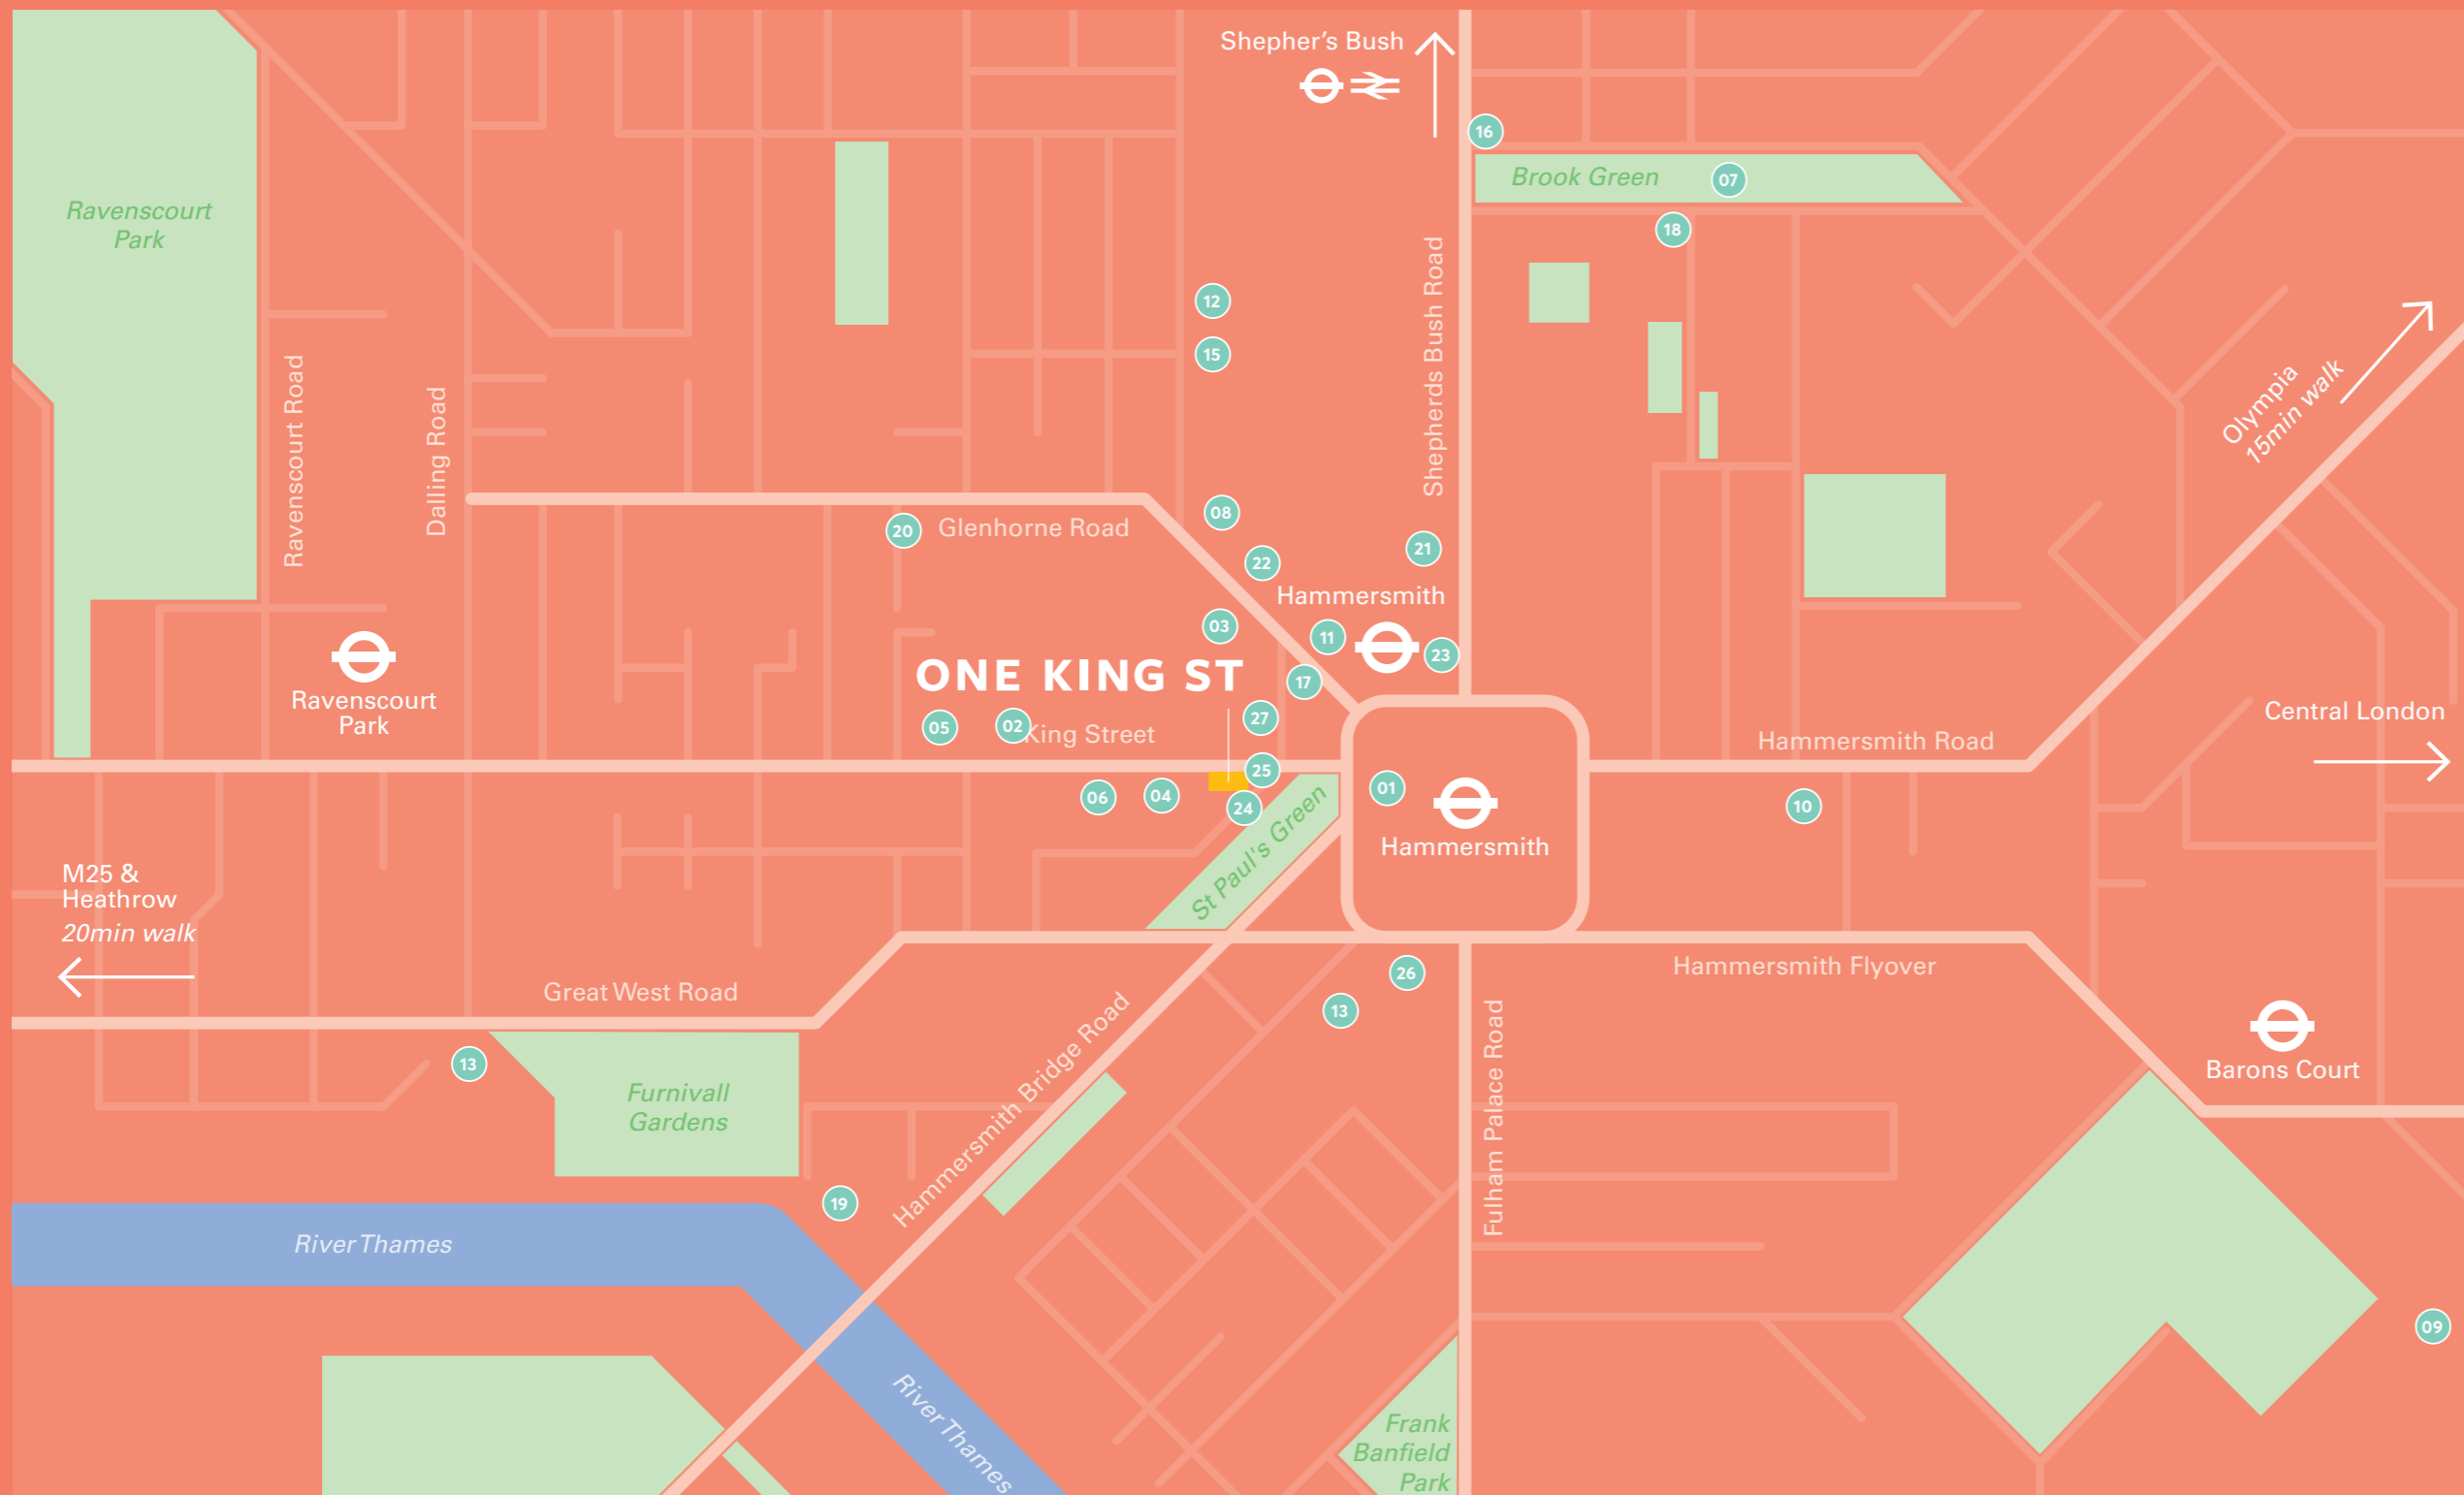 Shepher's Bush
16
Brook Green
07
Ravenscourt
Park
18
12
15
Shepherds Bush Road
Ravenscourt Road
Dalling Road
Olympia
15min walk
08
20
Glenhorne Road
21
22
Hammersmith
03
11
23
ONE KING ST
17
Ravenscourt
Park
05
02
King Street
27
Central London
Hammersmith Road
25
06
04
24
01
10
St Paul's Green
Hammersmith
M25 &
Heathrow
20min walk
Great West Road
26
Hammersmith Flyover
13
Hammersmith Bridge Road
Fulham Palace Road
13
Barons Court
Furnivall
Gardens
19
River Thames
09
River Thames
Frank
Banfield
Park